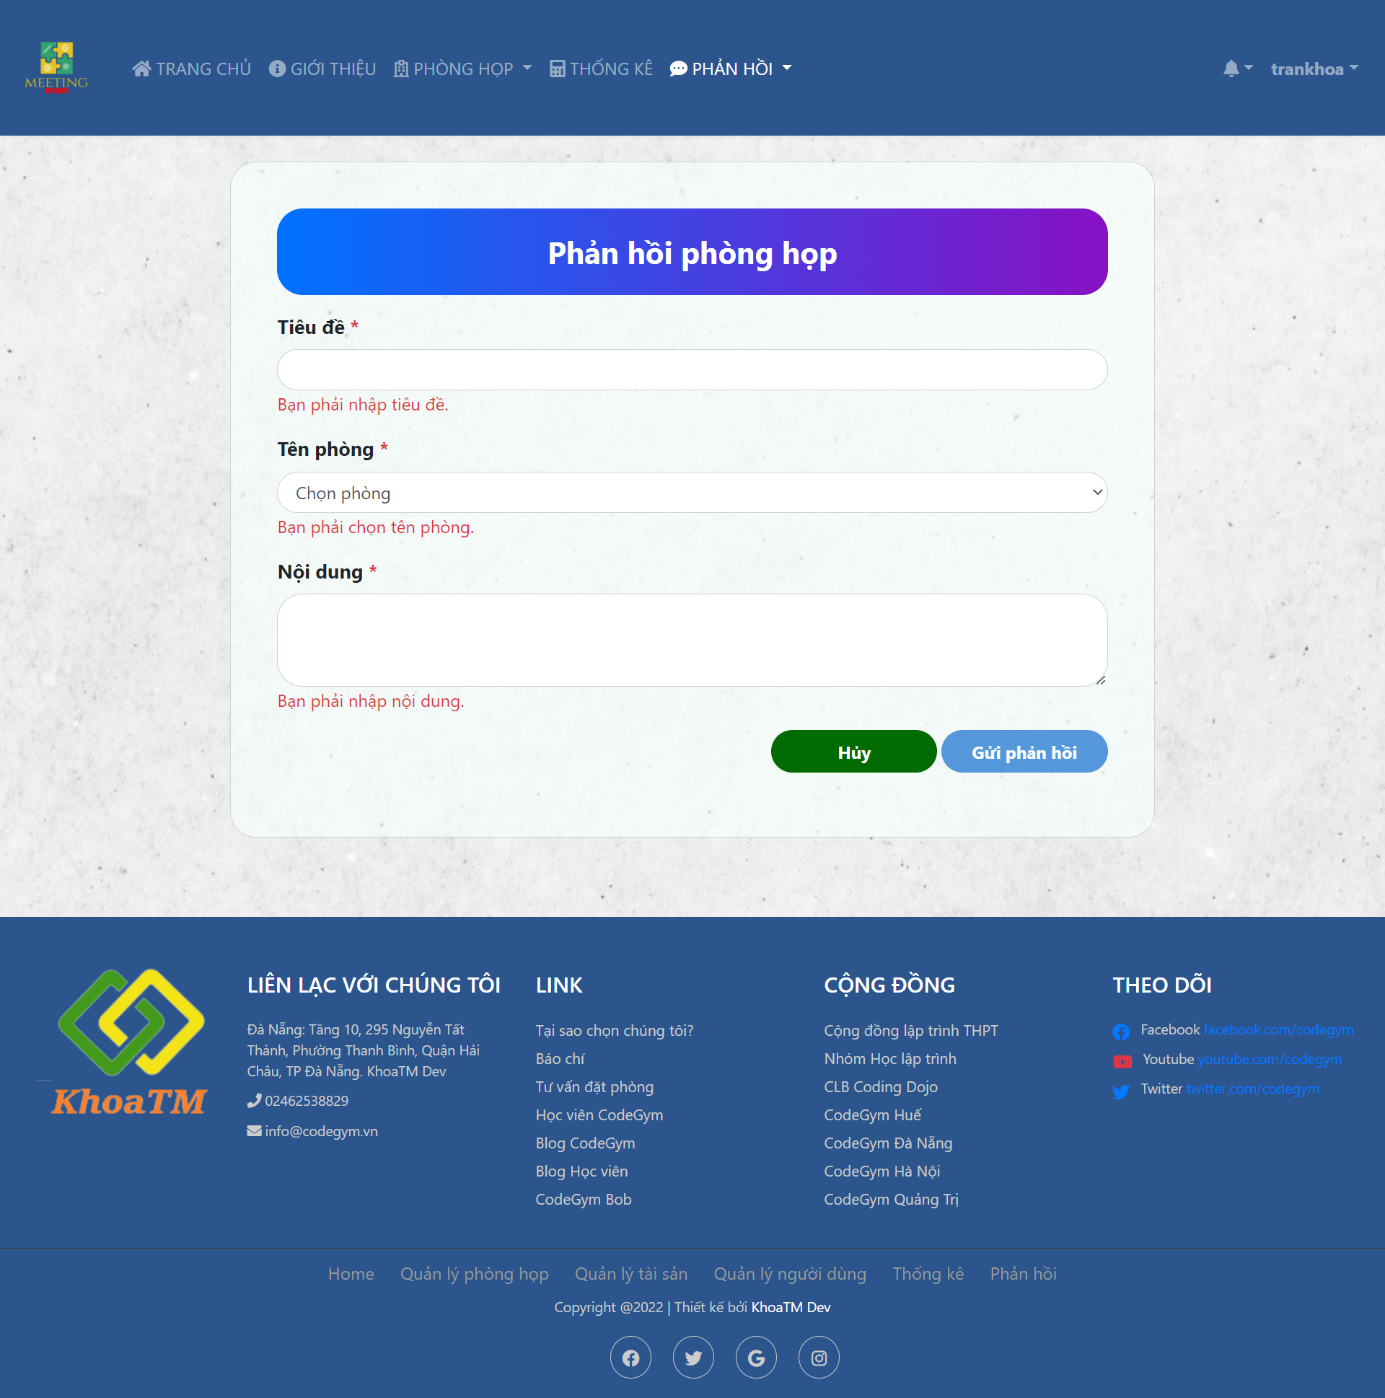 MEETING
TRANG CHỦ GIỚI THIỆU PHÒNG HỌP THỐNG KÊ PHẢN HỒI trankhoa
Phản hồi phòng họp
Tiêu đề *
Bạn phải nhập tiêu đề.
Tên phòng *
Chọn phòng
Bạn phải chọn tên phòng.
Nội dung *
Bạn phải nhập nội dung.
Hủy Gửi phản hồi
KhoaTM
LIÊN LẠC VỚI CHÚNG TÔI
Đà Nẵng: Tầng 10, 295 Nguyễn Tất
Thành, Phường Thanh Bình, Quận Hải
Châu, TP Đà Nẵng. KhoaTM Dev
02462538829
info@codegym.vn
LINK
Tại sao chọn chúng tôi?
Báo chí
Tư vấn đặt phòng
Học viên CodeGym
Blog CodeGym
Blog Học viên
CodeGym Bob
CỘNG ĐỒNG
Cộng đồng lập trình THPT
Nhóm Học lập trình
CLB Coding Dojo
CodeGym Huế
CodeGym Đà Nẵng
CodeGym Hà Nội
CodeGym Quảng Trị
THEO DÕI
Facebook facebook.com/codegym
Youtube youtube.com/codegym
Twitter twitter.com/codegym
Home Quản lý phòng họp Quản lý tài sản Quản lý người dùng Thống kê Phản hồi
Copyright @2022 | Thiết kế bởi KhoaTM Dev